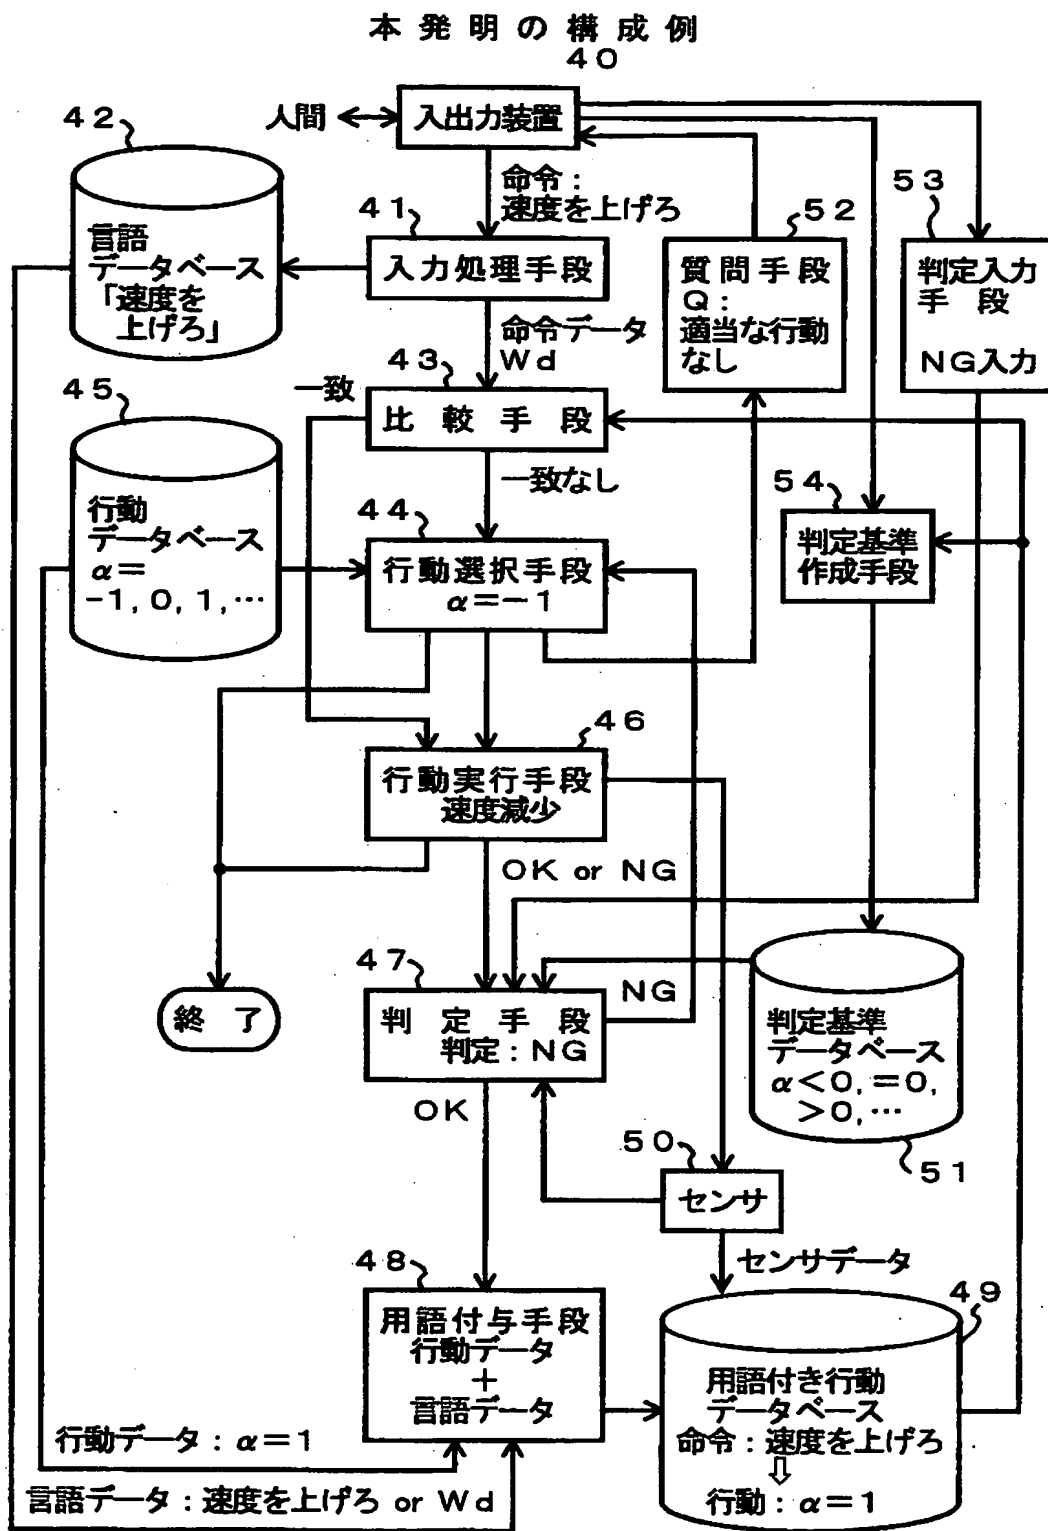 本発明の構成例
40
人間
入出力装置
42
言語
データベース
「速度を
上げろ」
命令：
速度を上げろ
41
入力処理手段
52
質問手段
Q：
適当な行動
なし
53
判定入力
手段
NG入力
命令データ
Wd
43
一致
比較手段
45
行動
データベース
α＝
-1, 0, 1, …
一致なし
44
行動選択手段
α＝－1
54
判定基準
作成手段
46
行動実行手段
速度減少
OK or NG
終了
47
判定手段
判定：NG
NG
OK
判定基準
データベース
α＜0, ＝0,
＞0, …
51
50
センサ
センサデータ
48
用語付与手段
行動データ
＋
言語データ
49
用語付き行動
データベース
命令：速度を上げろ
⇩
行動：α＝1
行動データ：α＝1
言語データ：速度を上げろ or Wd